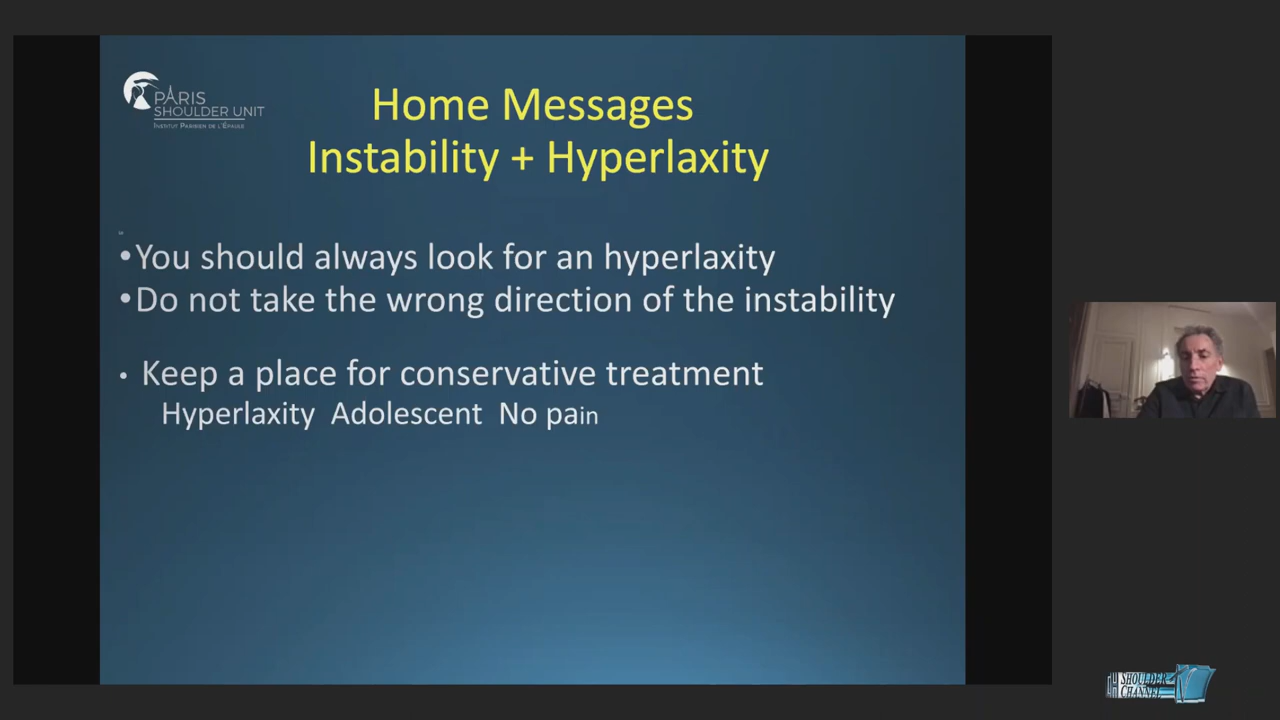 PARIS
SHOULDER UNIT
INSTITUT PARISIEN DE L'ÉPAULE
Home Messages
Instability + Hyperlaxity
•You should always look for an hyperlaxity
•Do not take the wrong direction of the instability
• Keep a place for conservative treatment
Hyperlaxity Adolescent No pain
SHOULDER
CHANNEL